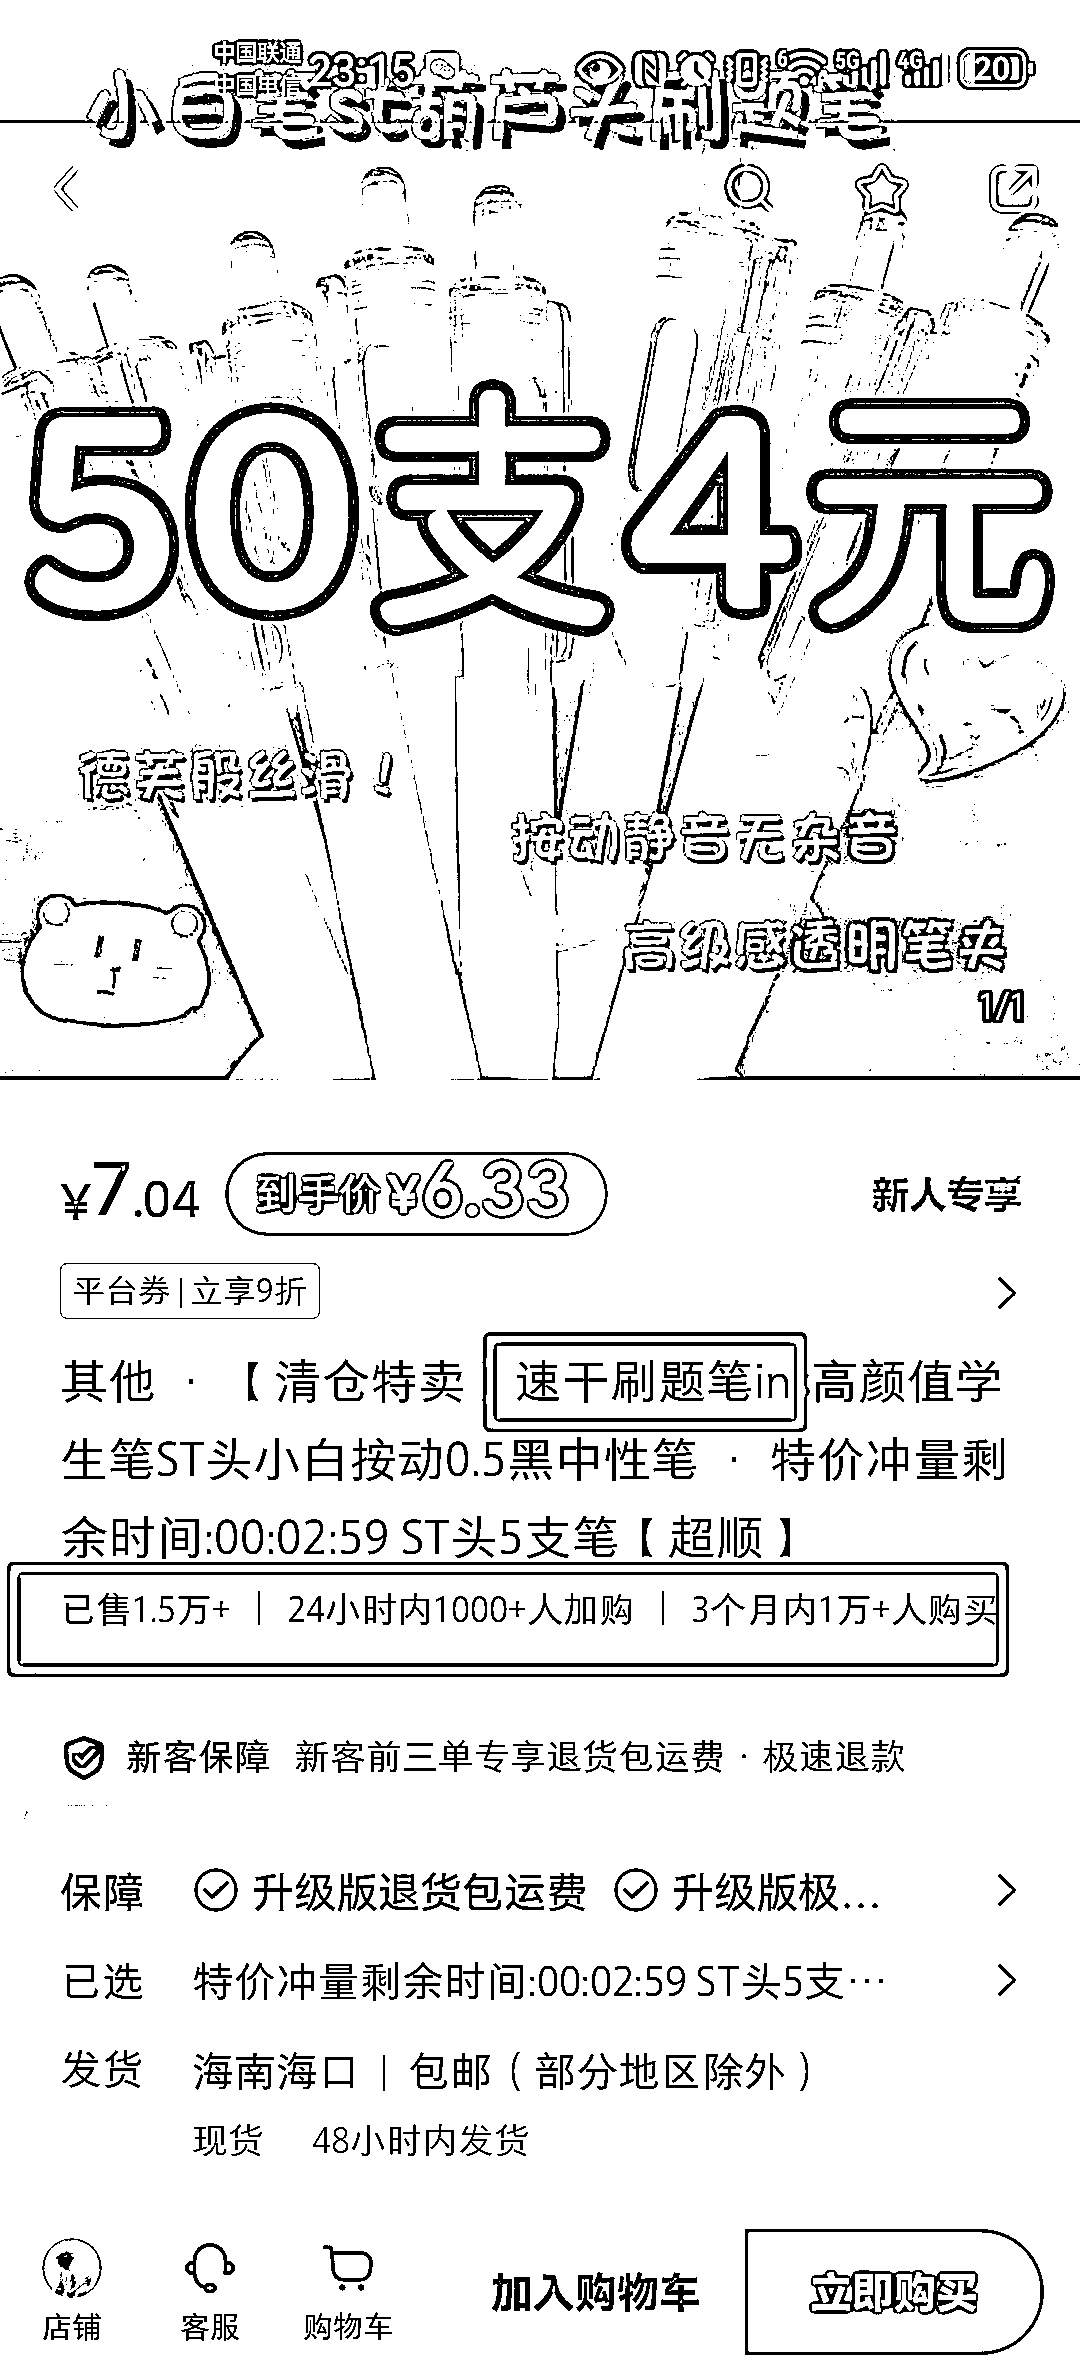 中国联通
中国电信 23:15 6 5G 4G 20
小白笔st葫芦头刷题笔
50支4元
德芙般丝滑！
按动静音无杂音
高级感透明笔夹
1/1
¥7.04 到手价¥6.33 新人专享
平台券|立享9折
其他 · 【清仓特卖 速干刷题笔in 高颜值学
生笔ST头小白按动0.5黑中性笔 · 特价冲量剩
余时间:00:02:59 ST头5支笔【超顺】
已售1.5万+ | 24小时内1000+人加购 | 3个月内1万+人购买
新客保障 新客前三单专享退货包运费 · 极速退款
保障 升级版退货包运费 升级版极...
已选 特价冲量剩余时间:00:02:59 ST头5支...
发货 海南海口 | 包邮（部分地区除外）
现货 48小时内发货
店铺 客服 购物车 加入购物车 立即购买